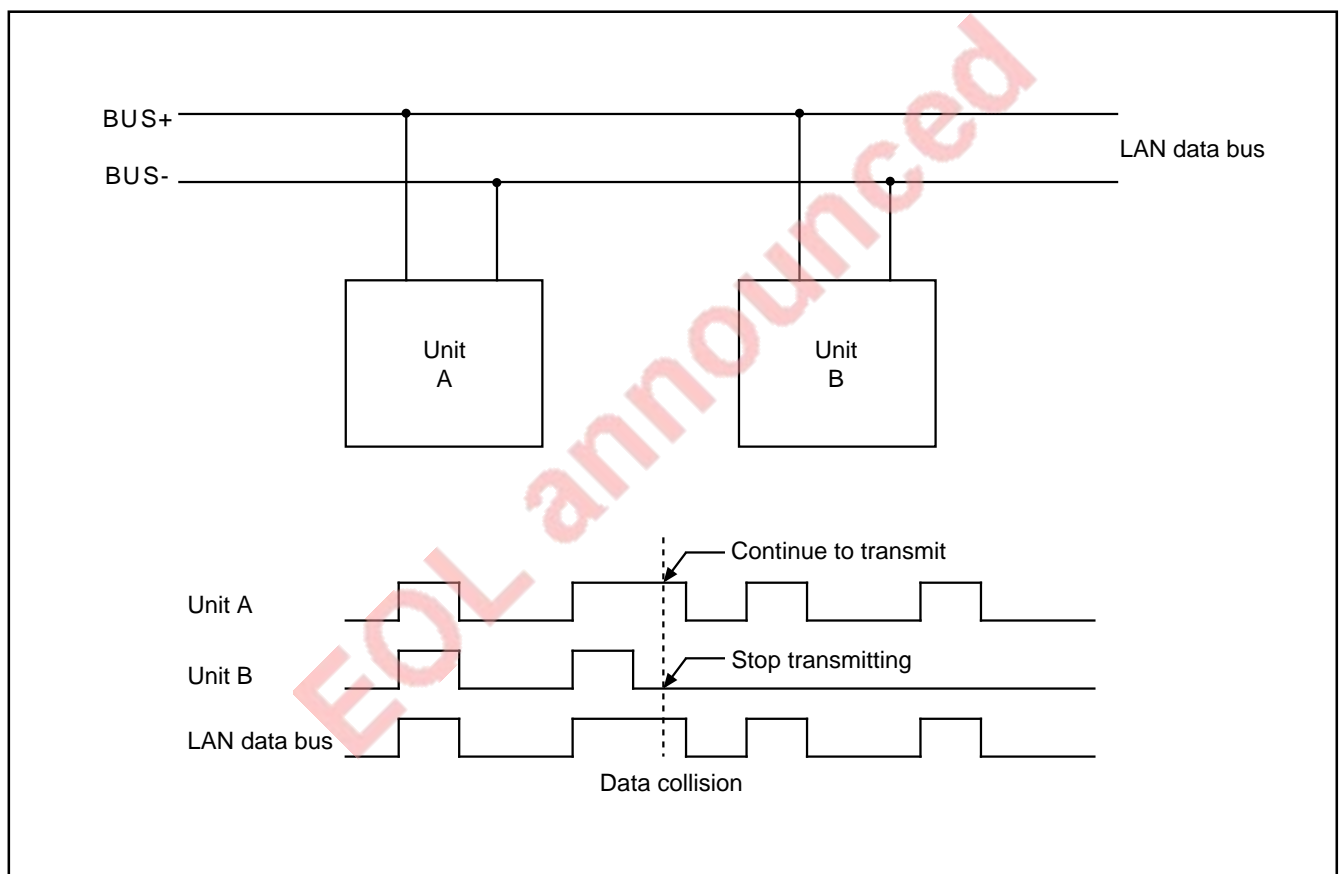 BUS+
BUS-
LAN data bus
Unit
A
Unit
B
EOL announced
Continue to transmit
Unit A
Stop transmitting
Unit B
LAN data bus
Data collision